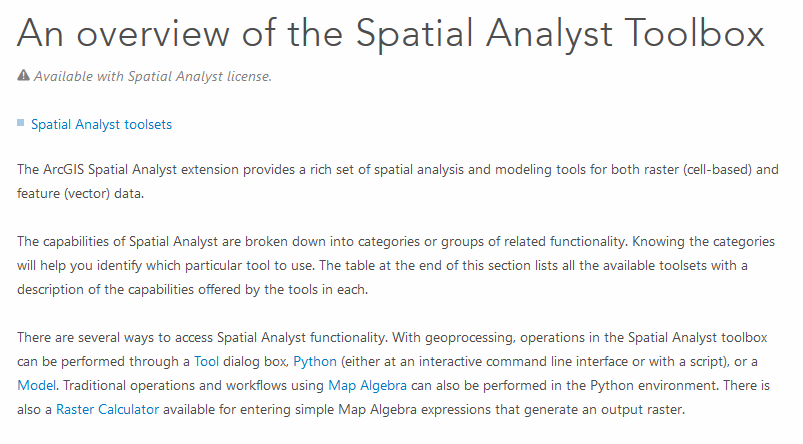 An overview of the Spatial Analyst Toolbox
Available with Spatial Analyst license.
Spatial Analyst toolsets
The ArcGIS Spatial Analyst extension provides a rich set of spatial analysis and modeling tools for both raster (cell-based) and
feature (vector) data.
The capabilities of Spatial Analyst are broken down into categories or groups of related functionality. Knowing the categories
will help you identify which particular tool to use. The table at the end of this section lists all the available toolsets with a
description of the capabilities offered by the tools in each.
There are several ways to access Spatial Analyst functionality. With geoprocessing, operations in the Spatial Analyst toolbox
can be performed through a Tool dialog box, Python (either at an interactive command line interface or with a script), or a
Model. Traditional operations and workflows using Map Algebra can also be performed in the Python environment. There is
also a Raster Calculator available for entering simple Map Algebra expressions that generate an output raster.